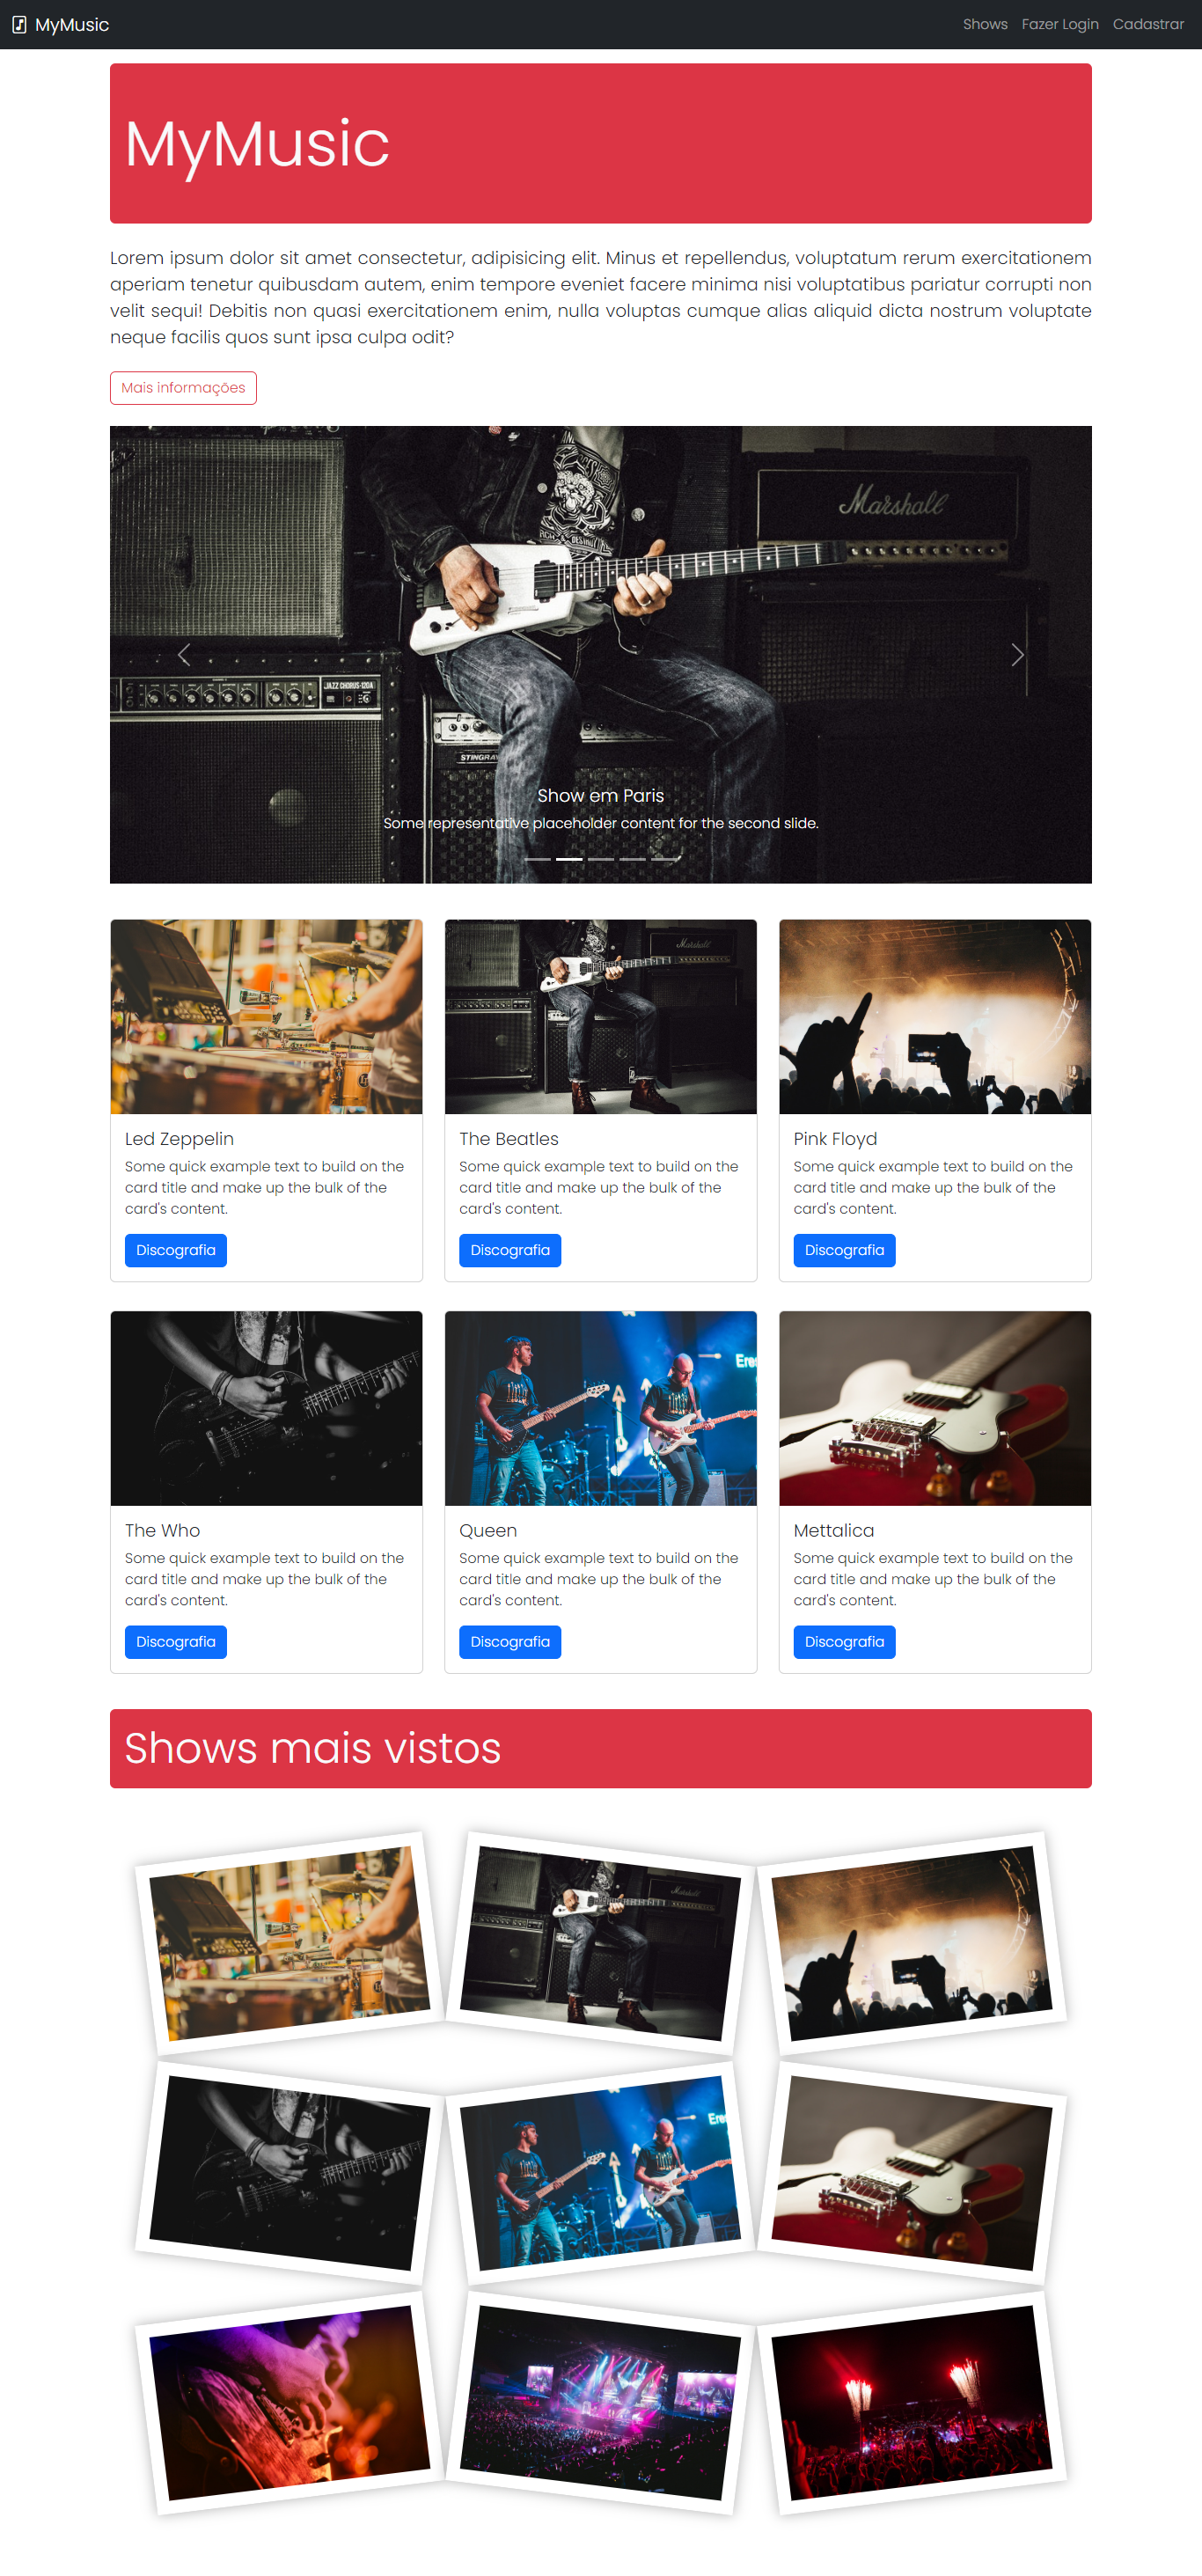 MyMusic
Shows Fazer Login Cadastrar
MyMusic
Lorem ipsum dolor sit amet consectetur, adipisicing elit. Minus et repellendus, voluptatum rerum exercitationem
aperiam tenetur quibusdam autem, enim tempore eveniet facere minima nisi voluptatibus pariatur corrupti non
velit sequi! Debitis non quasi exercitationem enim, nulla voluptas cumque alias aliquid dicta nostrum voluptate
neque facilis quos sunt ipsa culpa odit?
Mais informações
Marshall
JAZZ CHORUS-120A
STINGRAY
Show em Paris
Some representative placeholder content for the second slide.
Marshall
Led Zeppelin
Some quick example text to build on the
card title and make up the bulk of the
card's content.
Discografia
The Beatles
Some quick example text to build on the
card title and make up the bulk of the
card's content.
Discografia
Pink Floyd
Some quick example text to build on the
card title and make up the bulk of the
card's content.
Discografia
The Who
Some quick example text to build on the
card title and make up the bulk of the
card's content.
Discografia
Queen
Some quick example text to build on the
card title and make up the bulk of the
card's content.
Discografia
Mettalica
Some quick example text to build on the
card title and make up the bulk of the
card's content.
Discografia
Shows mais vistos
Marshall